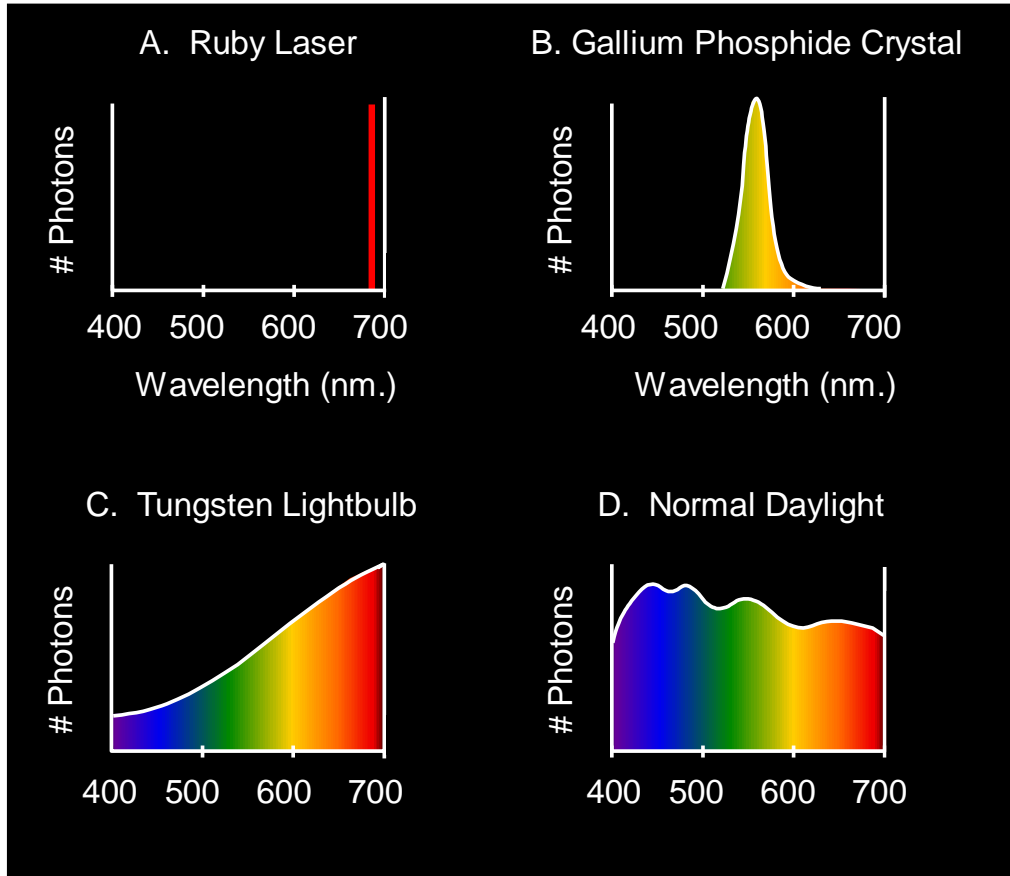 A. Ruby Laser
# Photons
400 500 600 700
Wavelength (nm.)
B. Gallium Phosphide Crystal
# Photons
400 500 600 700
Wavelength (nm.)
C. Tungsten Lightbulb
# Photons
400 500 600 700
D. Normal Daylight
# Photons
400 500 600 700